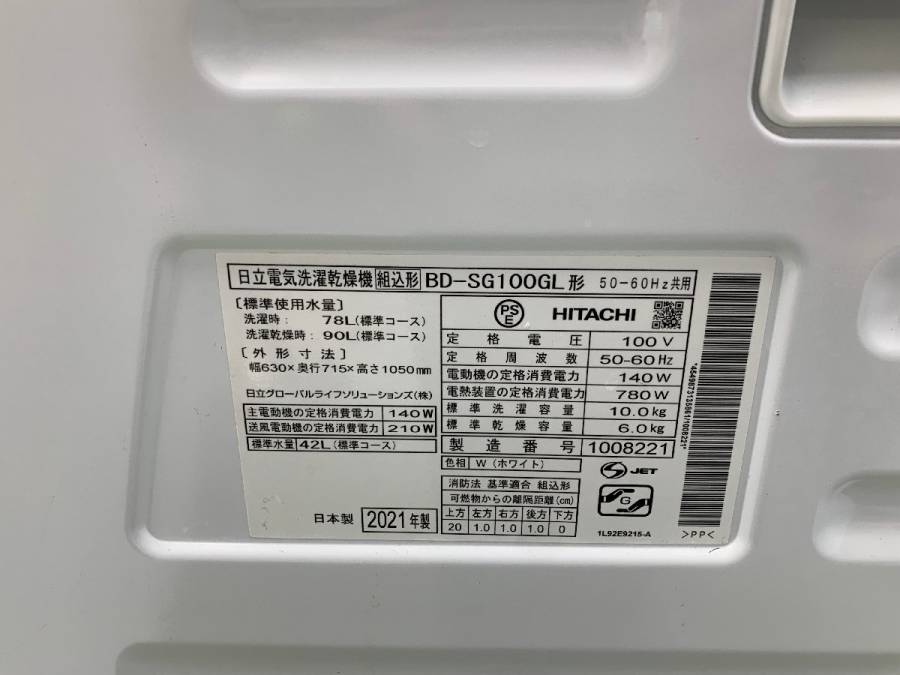 日立電気洗濯乾燥機 組込形 BD-SG100GL 形 50-60Hz共用
〔標準使用水量〕
洗濯時： 78L(標準コース)
洗濯乾燥時： 90L(標準コース)
〔外形寸法〕
幅630×奥行715×高さ1050mm
日立グローバルライフソリューションズ(株)
主電動機の定格消費電力 140W
送風電動機の定格消費電力 210W
標準水量 42L(標準コース)
日本製 2021年製
PSE HITACHI
定格電圧 100V
定格周波数 50-60Hz
電動機の定格消費電力 140W
電熱装置の定格消費電力 780W
標準洗濯容量 10.0kg
標準乾燥容量 6.0kg
製造番号 1008221
色相 W（ホワイト）
消防法 基準適合 組込形
可燃物からの離隔距離(cm)
上方 左方 右方 後方 下方
20 1.0 1.0 1.0 0
S JET
G
1L92E9215-A
>PP<